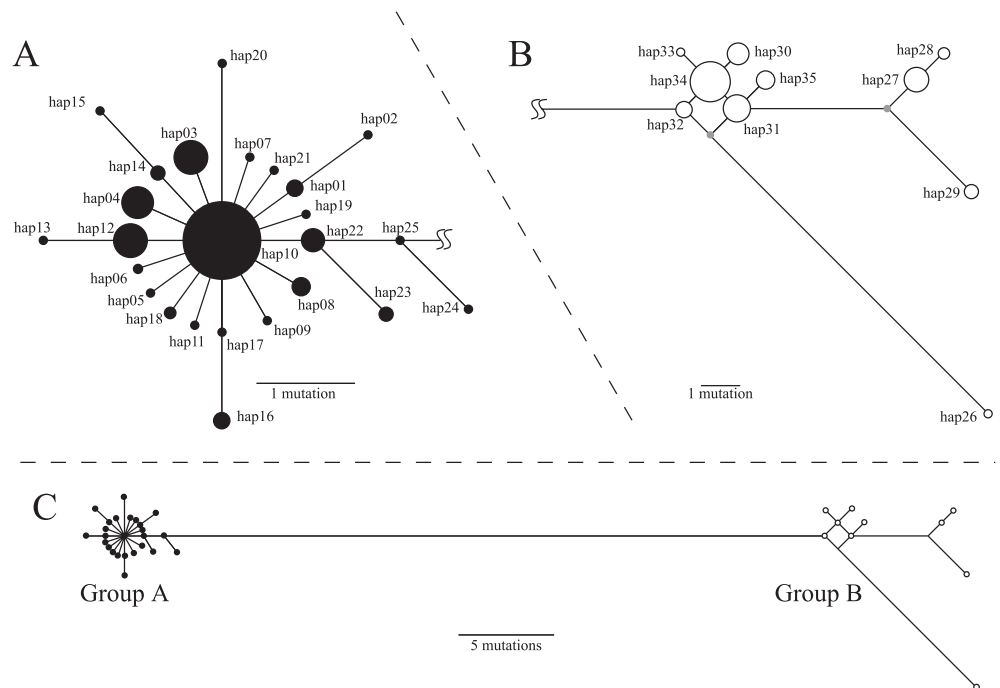 A
hap20
hap15
hap03
hap02
hap07
hap14
hap21
hap01
hap04
hap19
hap13
hap12
hap22
hap25
hap10
hap06
hap05
hap08
hap18
hap23
hap24
hap11
hap17
hap09
1 mutation
hap16
B
hap33
hap30
hap28
hap34
hap35
hap27
hap32
hap31
hap29
1 mutation
hap26
C
Group A
Group B
5 mutations